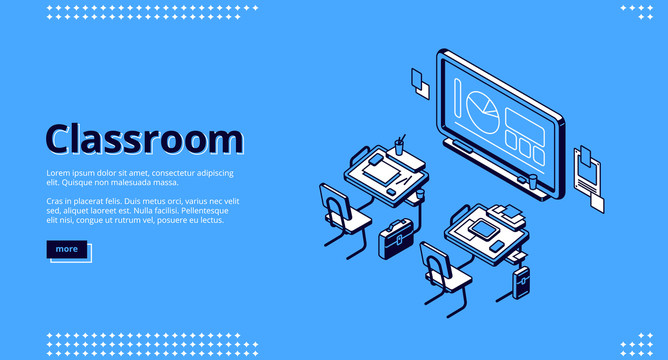 Classroom
Lorem ipsum dolor sit amet, consectetur adipiscing
elit. Quisque non malesuada massa.
Cras in placerat felis. Duis metus orci, varius nec velit
sed, aliquet laoreet est. Nulla facilisi. Pellentesque
elit nisi, congue ut rutrum vel, posuere eu lectus.
more